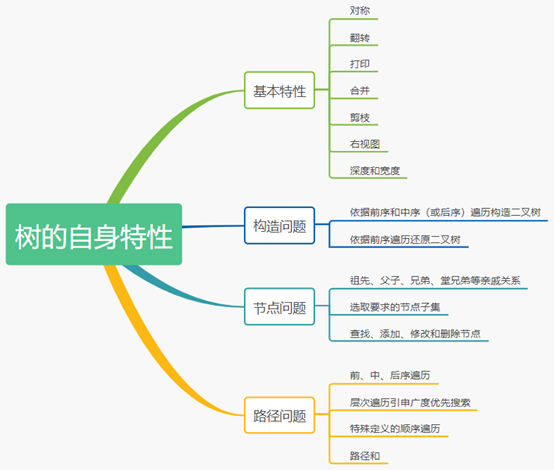 树的自身特性
基本特性
对称
翻转
打印
合并
剪枝
右视图
深度和宽度
构造问题
依据前序和中序（或后序）遍历构造二叉树
依据前序遍历还原二叉树
节点问题
祖先、父子、兄弟、堂兄弟等亲戚关系
选取要求的节点子集
查找、添加、修改和删除节点
路径问题
前、中、后序遍历
层次遍历引申广度优先搜索
特殊定义的顺序遍历
路径和